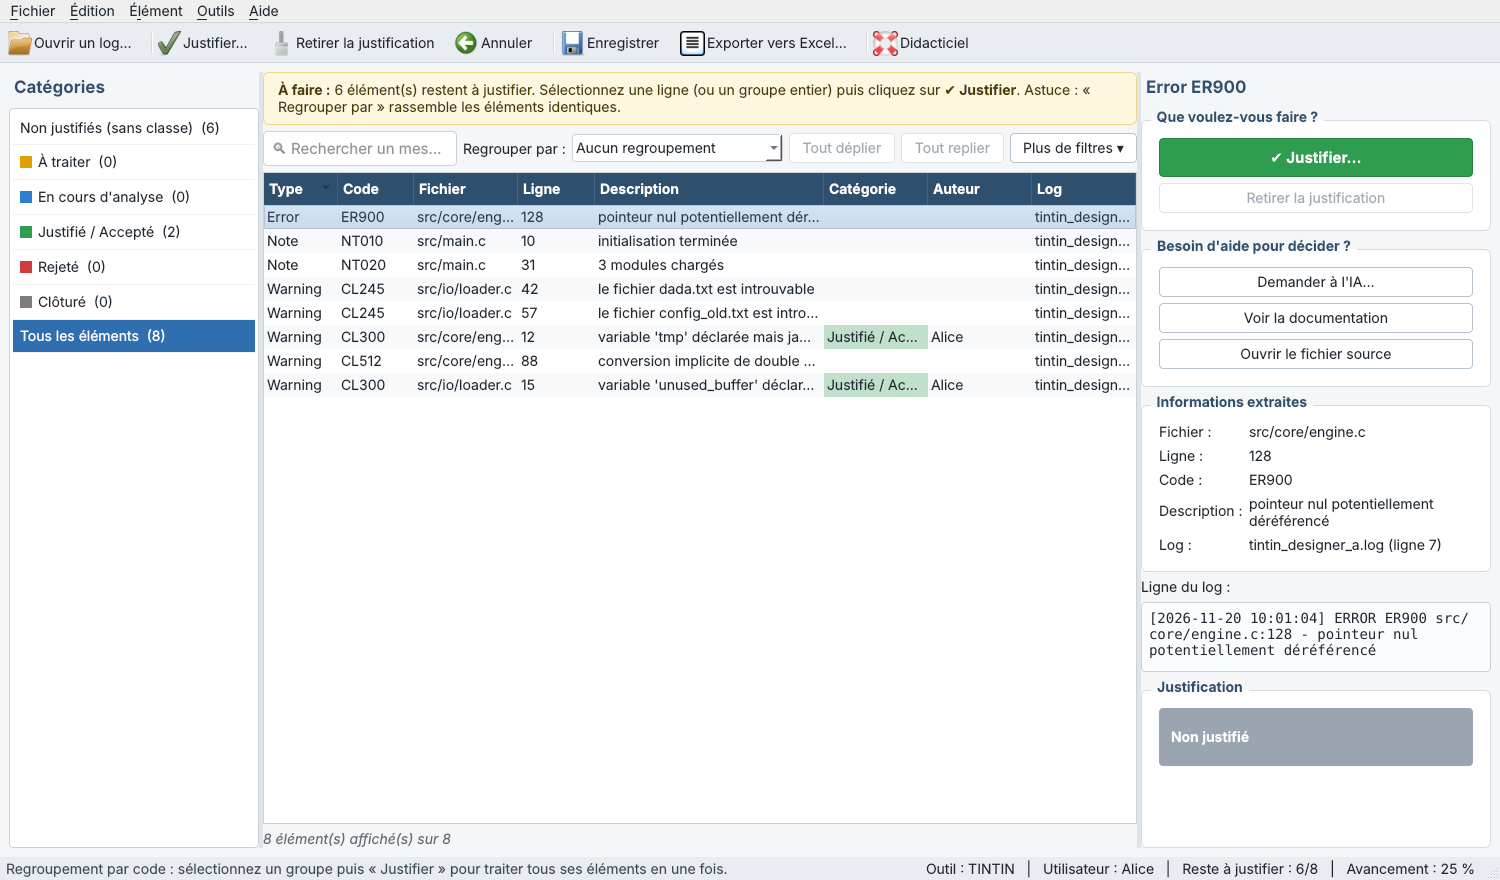 Fichier Édition Élément Outils Aide
Ouvrir un log... Justifier... Retirer la justification Annuler Enregistrer Exporter vers Excel... Didacticiel
Catégories
Non justifiés (sans classe) (6)
À traiter (0)
En cours d'analyse (0)
Justifié / Accepté (2)
Rejeté (0)
Clôturé (0)
Tous les éléments (8)
À faire : 6 élément(s) restent à justifier. Sélectionnez une ligne (ou un groupe entier) puis cliquez sur ✔ Justifier. Astuce : «
Regrouper par » rassemble les éléments identiques.
Rechercher un mes... Regrouper par : Aucun regroupement Tout déplier Tout replier Plus de filtres ▾
Type Code Fichier Ligne Description Catégorie Auteur Log
Error ER900 src/core/eng... 128 pointeur nul potentiellement dér... tintin_design...
Note NT010 src/main.c 10 initialisation terminée tintin_design...
Note NT020 src/main.c 31 3 modules chargés tintin_design...
Warning CL245 src/io/loader.c 42 le fichier dada.txt est introuvable tintin_design...
Warning CL245 src/io/loader.c 57 le fichier config_old.txt est intro... tintin_design...
Warning CL300 src/core/eng... 12 variable 'tmp' déclarée mais ja... Justifié / Ac... Alice tintin_design...
Warning CL512 src/core/eng... 88 conversion implicite de double ... tintin_design...
Warning CL300 src/io/loader.c 15 variable 'unused_buffer' déclar... Justifié / Ac... Alice tintin_design...
8 élément(s) affiché(s) sur 8
Error ER900
Que voulez-vous faire ?
✔ Justifier...
Retirer la justification
Besoin d'aide pour décider ?
Demander à l'IA...
Voir la documentation
Ouvrir le fichier source
Informations extraites
Fichier : src/core/engine.c
Ligne : 128
Code : ER900
Description : pointeur nul potentiellement
déréférencé
Log : tintin_designer_a.log (ligne 7)
Ligne du log :
[2026-11-20 10:01:04] ERROR ER900 src/
core/engine.c:128 - pointeur nul
potentiellement déréférencé
Justification
Non justifié
Regroupement par code : sélectionnez un groupe puis « Justifier » pour traiter tous ses éléments en une fois. Outil : TINTIN | Utilisateur : Alice | Reste à justifier : 6/8 | Avancement : 25 %